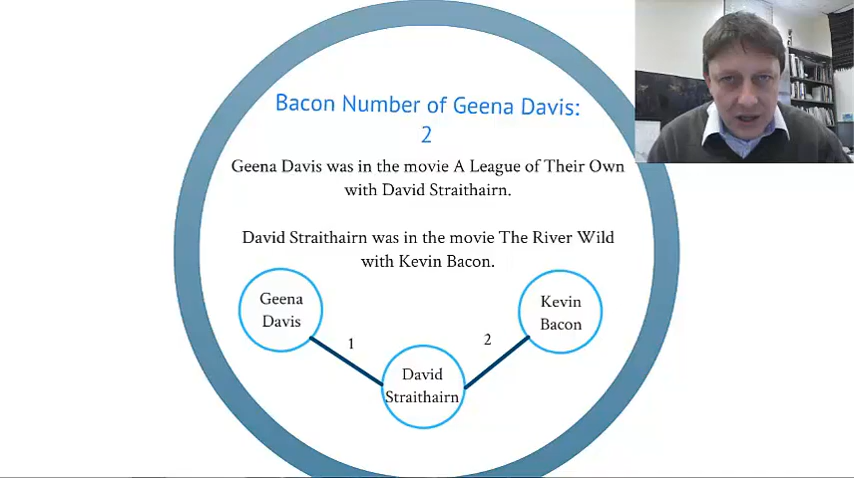 Bacon Number of Geena Davis:
2
Geena Davis was in the movie A League of Their Own
with David Straithairn.
David Straithairn was in the movie The River Wild
with Kevin Bacon.
Geena
Davis
Kevin
Bacon
1
2
David
Straithairn